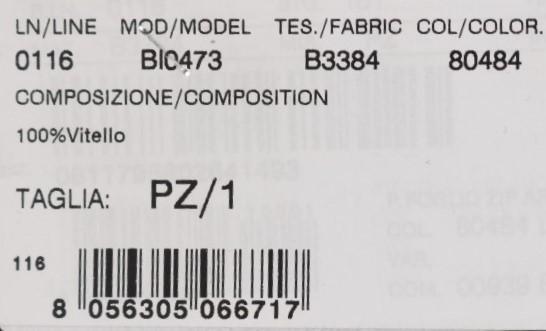 LN/LINE MOD/MODEL TES./FABRIC COL/COLOR.
0116 BI0473 B3384 80484
COMPOSIZIONE/COMPOSITION
100%Vitello
TAGLIA: PZ/1
116
8 056305 066717